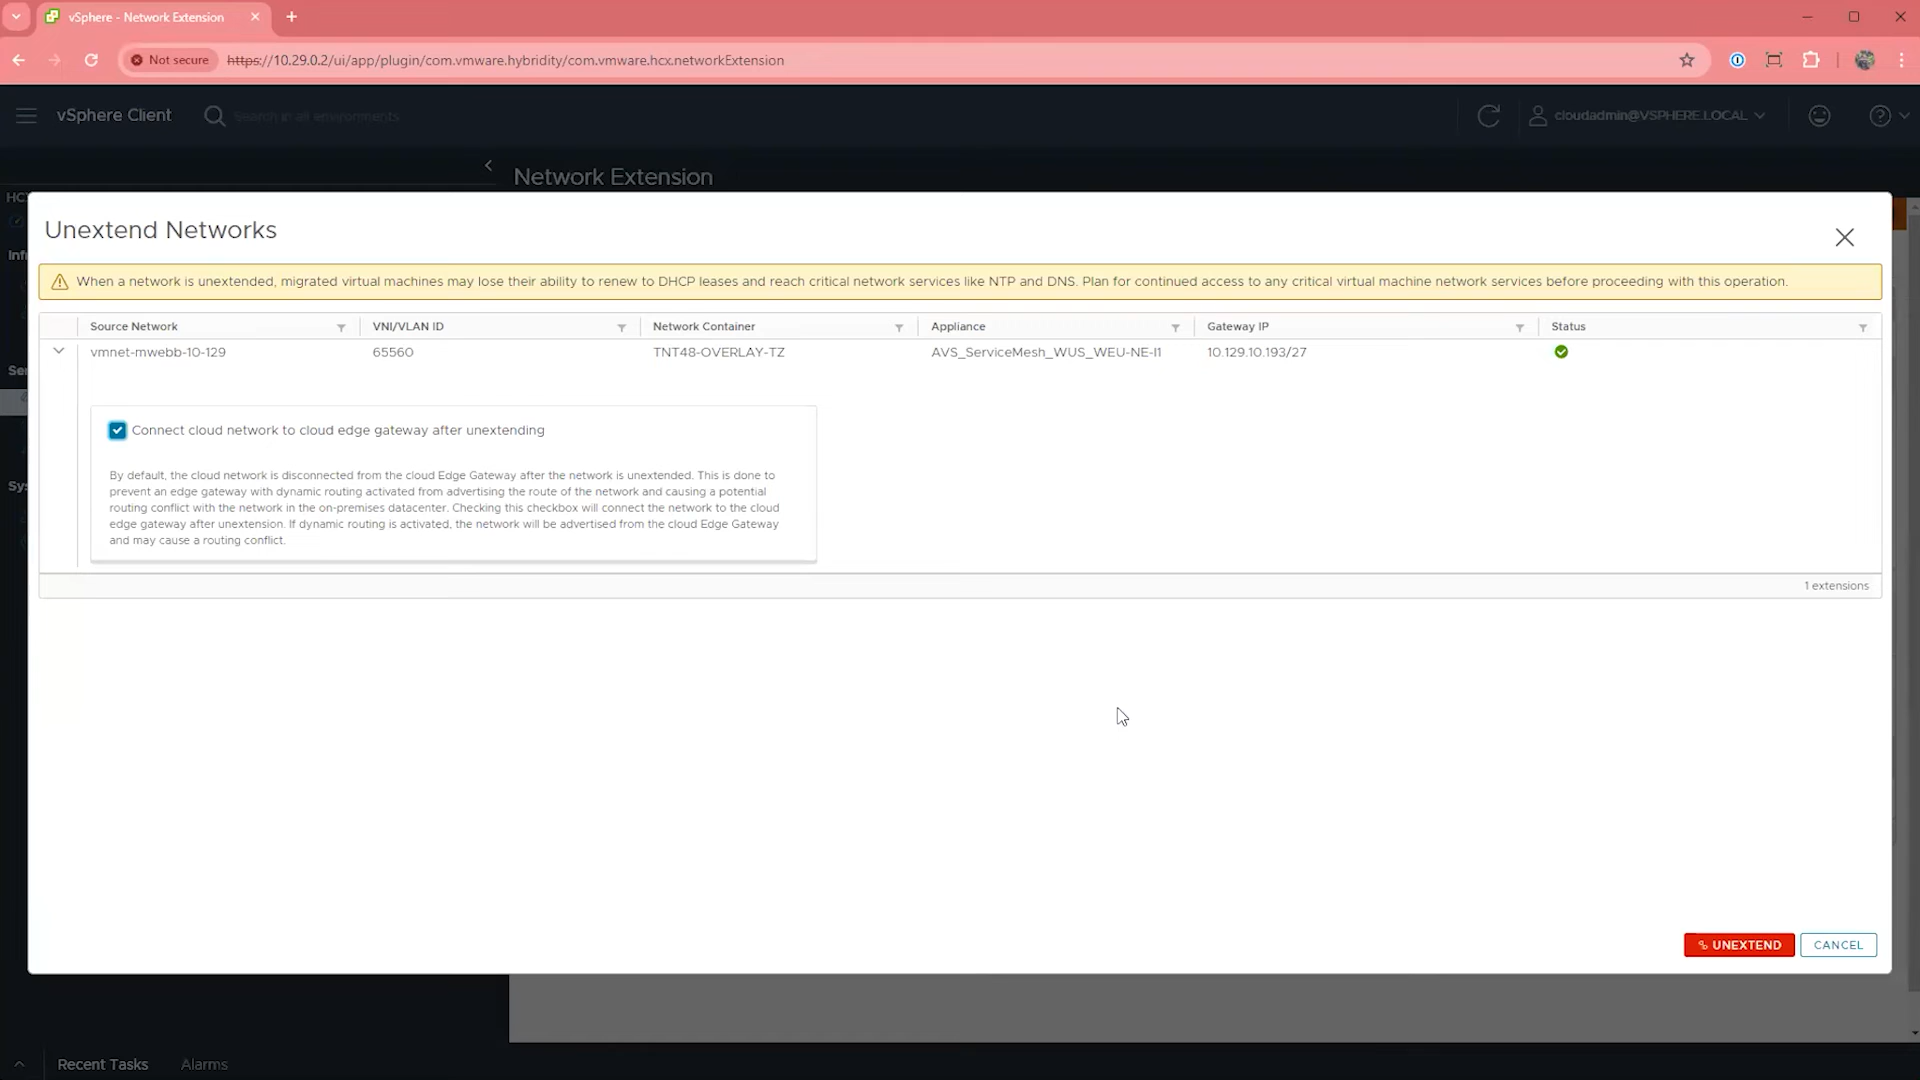 vSphere - Network Extension
Not secure
https://10.29.0.2/ui/app/plugin/com.vmware.hybridity/com.vmware.hcx.networkExtension
vSphere Client
Search in all environments
cloudadmin@VSPHERE.LOCAL
Network Extension
HC
Unextend Networks
Inf
When a network is unextended, migrated virtual machines may lose their ability to renew to DHCP leases and reach critical network services like NTP and DNS. Plan for continued access to any critical virtual machine network services before proceeding with this operation.
Source Network VNI/VLAN ID Network Container Appliance Gateway IP Status
vmnet-mwebb-10-129 65560 TNT48-OVERLAY-TZ AVS_ServiceMesh_WUS_WEU-NE-I1 10.129.10.193/27
Ser
Connect cloud network to cloud edge gateway after unextending
By default, the cloud network is disconnected from the cloud Edge Gateway after the network is unextended. This is done to
Sys
prevent an edge gateway with dynamic routing activated from advertising the route of the network and causing a potential
routing conflict with the network in the on-premises datacenter. Checking this checkbox will connect the network to the cloud
edge gateway after unextension. If dynamic routing is activated, the network will be advertised from the cloud Edge Gateway
and may cause a routing conflict.
1 extensions
UNEXTEND CANCEL
Recent Tasks Alarms